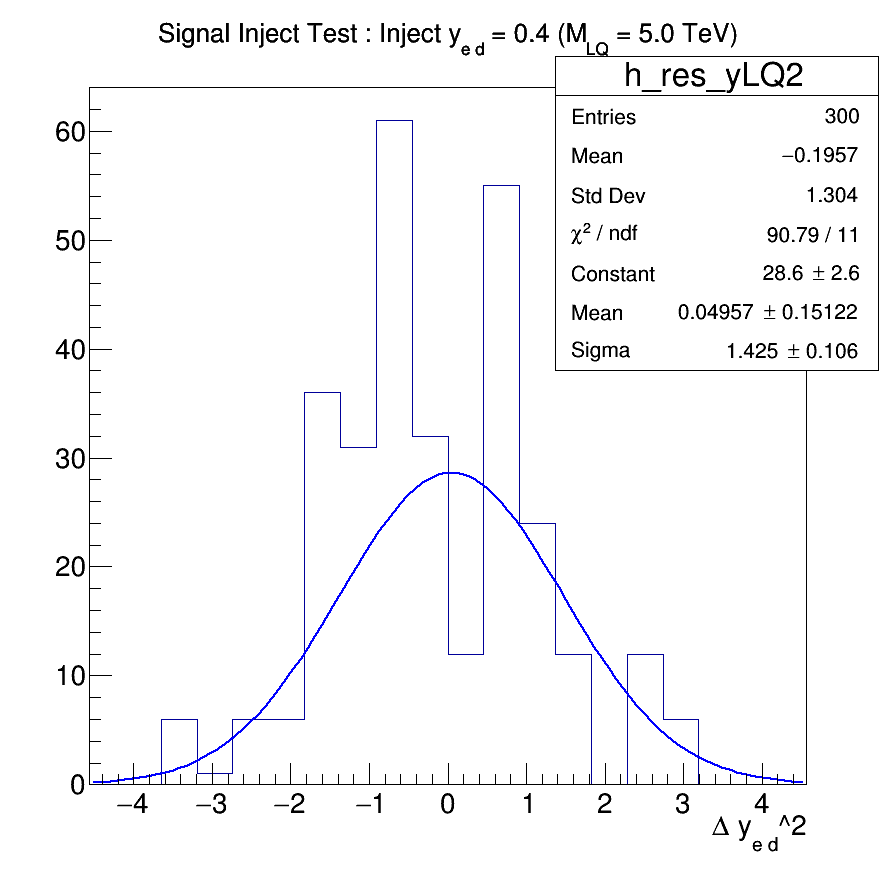 Signal Inject Test : Inject y_{e d} = 0.4 (M_{LQ} = 5.0 TeV)
h_res_yLQ2
Entries 300
Mean −0.1957
Std Dev 1.304
χ² / ndf 90.79 / 11
Constant 28.6 ± 2.6
Mean 0.04957 ± 0.15122
Sigma 1.425 ± 0.106
60
50
40
30
20
10
0
−4 −3 −2 −1 0 1 2 3 4
Δ y_{e d}^2